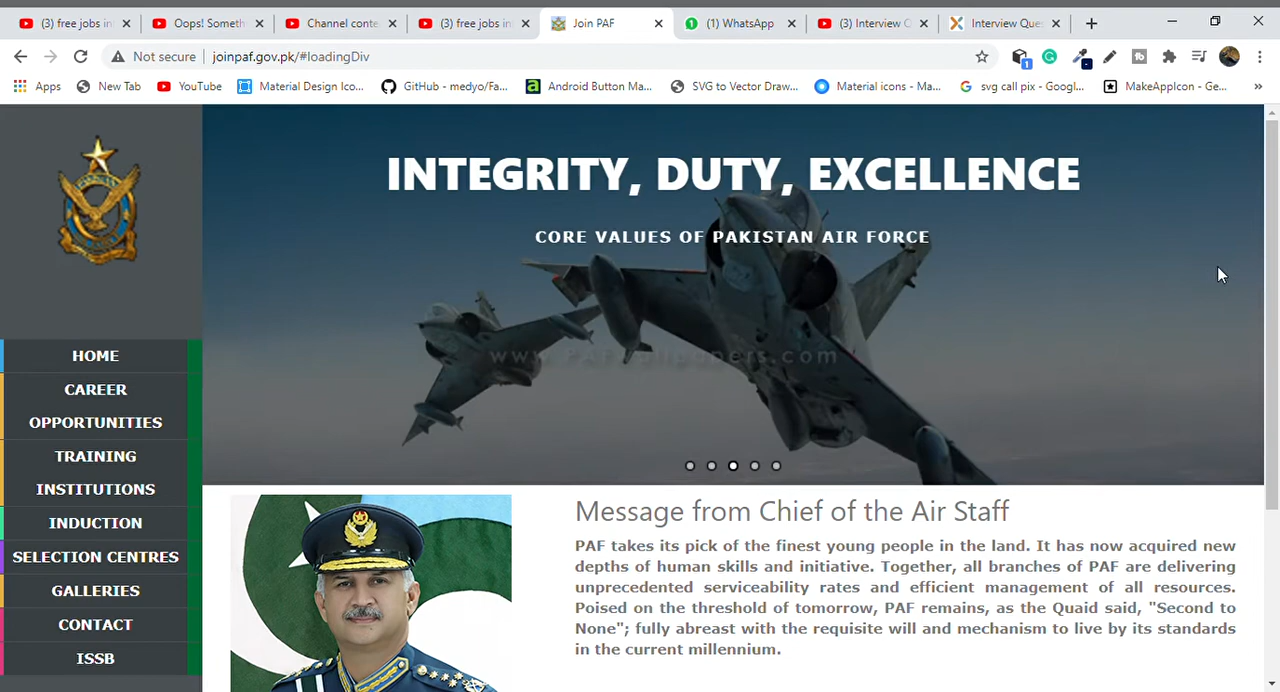 (3) free jobs in
Oops! Someth
Channel conte
(3) free jobs in
Join PAF
(1) WhatsApp
(3) Interview Q
Interview Ques
Not secure
joinpaf.gov.pk/#loadingDiv
1
Apps
New Tab
YouTube
Material Design Ico...
GitHub - medyo/Fa...
Android Button Ma...
SVG to Vector Draw...
Material icons - Ma...
svg call pix - Googl...
MakeAppIcon - Ge...
INTEGRITY, DUTY, EXCELLENCE
CORE VALUES OF PAKISTAN AIR FORCE
www.PAFwallpapers.com
HOME
CAREER
OPPORTUNITIES
TRAINING
INSTITUTIONS
INDUCTION
SELECTION CENTRES
GALLERIES
CONTACT
ISSB
Message from Chief of the Air Staff
PAF takes its pick of the finest young people in the land. It has now acquired new
depths of human skills and initiative. Together, all branches of PAF are delivering
unprecedented serviceability rates and efficient management of all resources.
Poised on the threshold of tomorrow, PAF remains, as the Quaid said, "Second to
None"; fully abreast with the requisite will and mechanism to live by its standards
in the current millennium.